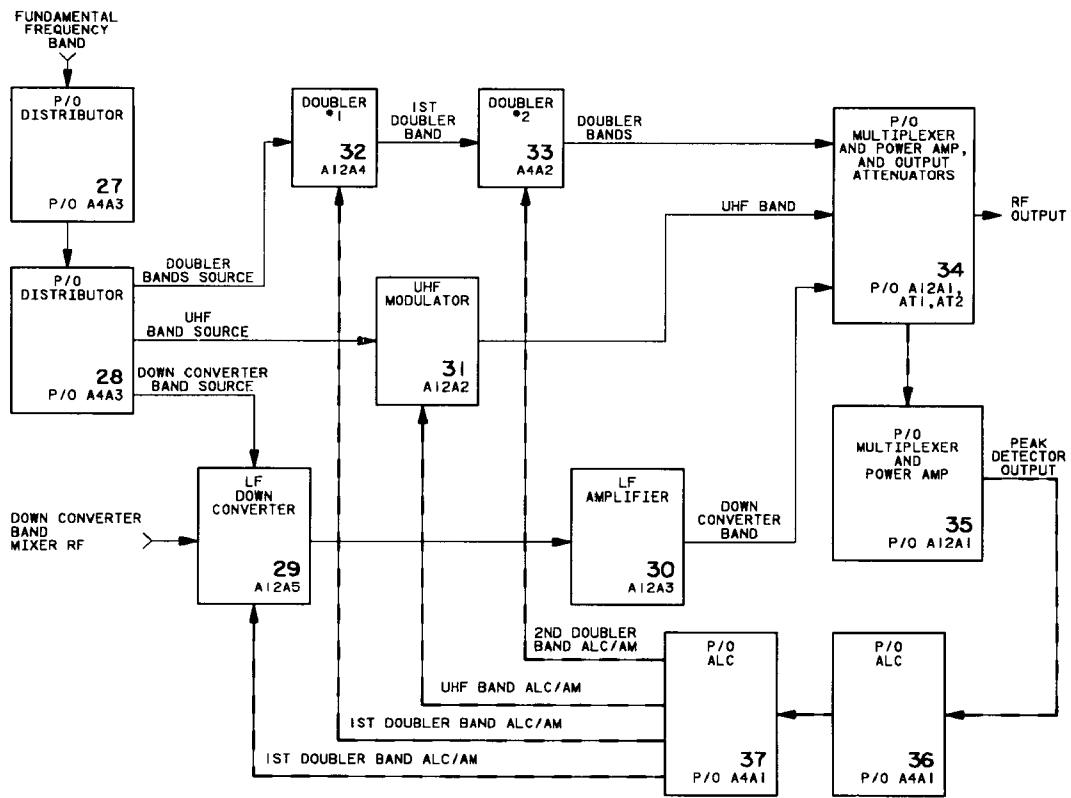 FUNDAMENTAL
FREQUENCY
BAND
P/O
DISTRIBUTOR
27
P/O A4A3
P/O
DISTRIBUTOR
28
P/O A4A3
DOUBLER
BANDS SOURCE
UHF
BAND SOURCE
DOWN CONVERTER
BAND SOURCE
DOUBLER
•1
32
A12A4
1ST
DOUBLER
BAND
DOUBLER
•2
33
A4A2
DOUBLER
BANDS
UHF
MODULATOR
31
A12A2
UHF BAND
P/O
MULTIPLEXER
AND POWER AMP,
AND OUTPUT
ATTENUATORS
34
P/O A12A1,
AT1,AT2
RF
OUTPUT
DOWN CONVERTER
BAND
MIXER RF
LF
DOWN
CONVERTER
29
A12A5
LF
AMPLIFIER
30
A12A3
DOWN
CONVERTER
BAND
P/O
MULTIPLEXER
AND
POWER AMP
35
P/O A12A1
PEAK
DETECTOR
OUTPUT
2ND DOUBLER
BAND ALC/AM
UHF BAND ALC/AM
1ST DOUBLER BAND ALC/AM
1ST DOUBLER BAND ALC/AM
P/O
ALC
37
P/O A4A1
P/O
ALC
36
P/O A4A1